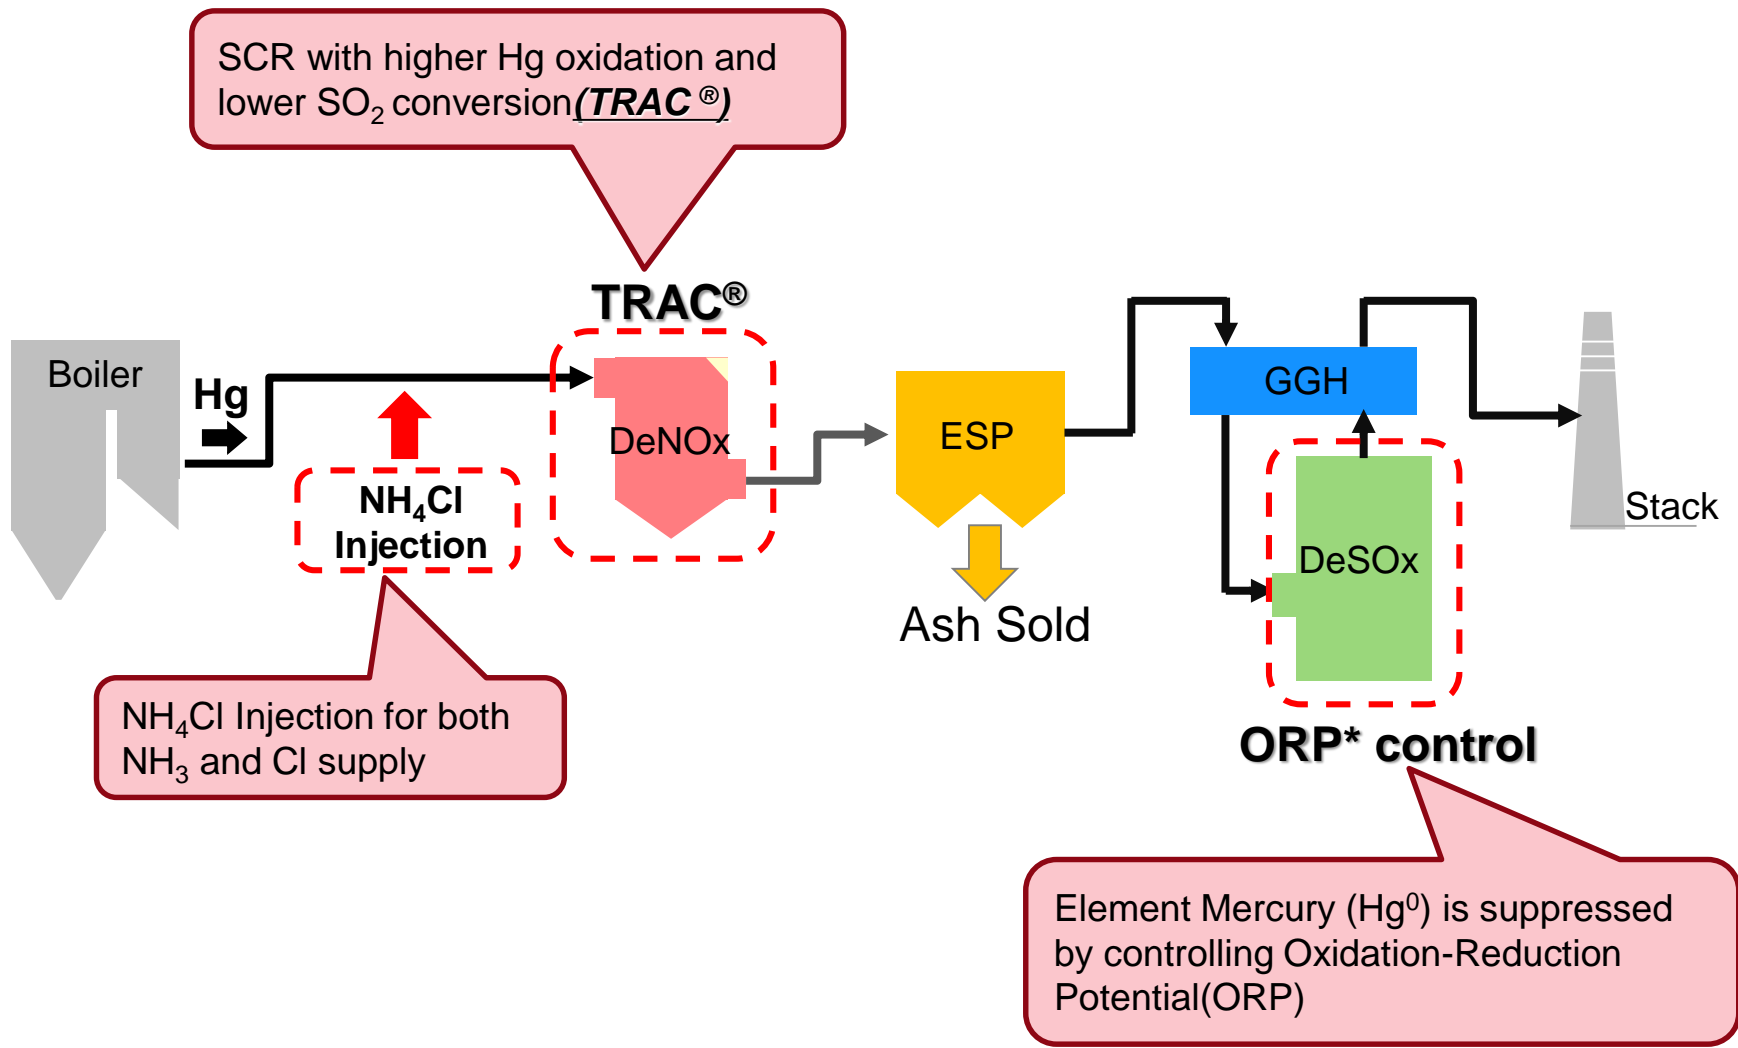 SCR with higher Hg oxidation and
lower SO₂ conversion(TRAC ®)
TRAC®
Boiler
Hg
DeNOx
NH₄Cl
Injection
ESP
GGH
Stack
DeSOx
Ash Sold
NH₄Cl Injection for both
NH₃ and Cl supply
ORP* control
Element Mercury (Hg⁰) is suppressed
by controlling Oxidation-Reduction
Potential(ORP)